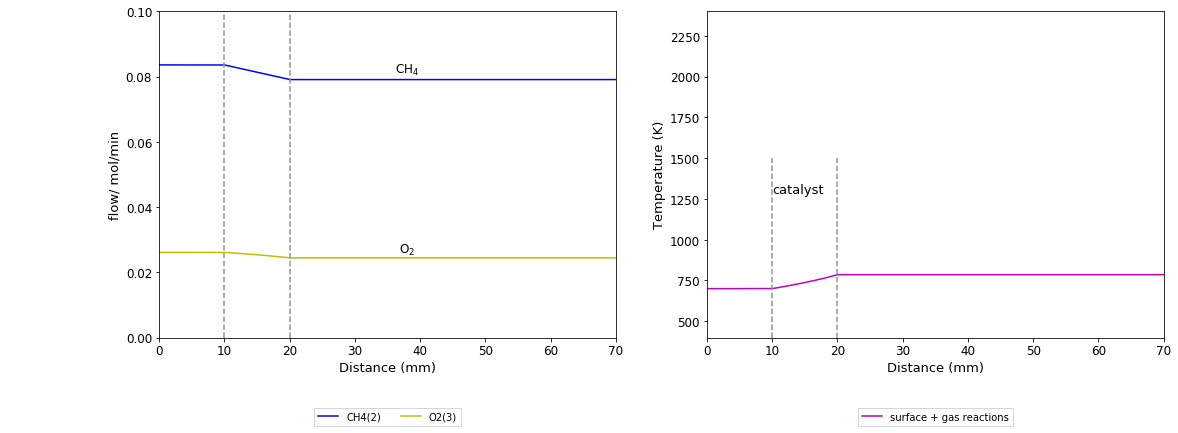 flow/ mol/min
0.10
0.08
0.06
0.04
0.02
0.00
CH₄
O₂
0 10 20 30 40 50 60 70
Distance (mm)
CH4(2) O2(3)
Temperature (K)
2250
2000
1750
1500
1250
1000
750
500
catalyst
0 10 20 30 40 50 60 70
Distance (mm)
surface + gas reactions